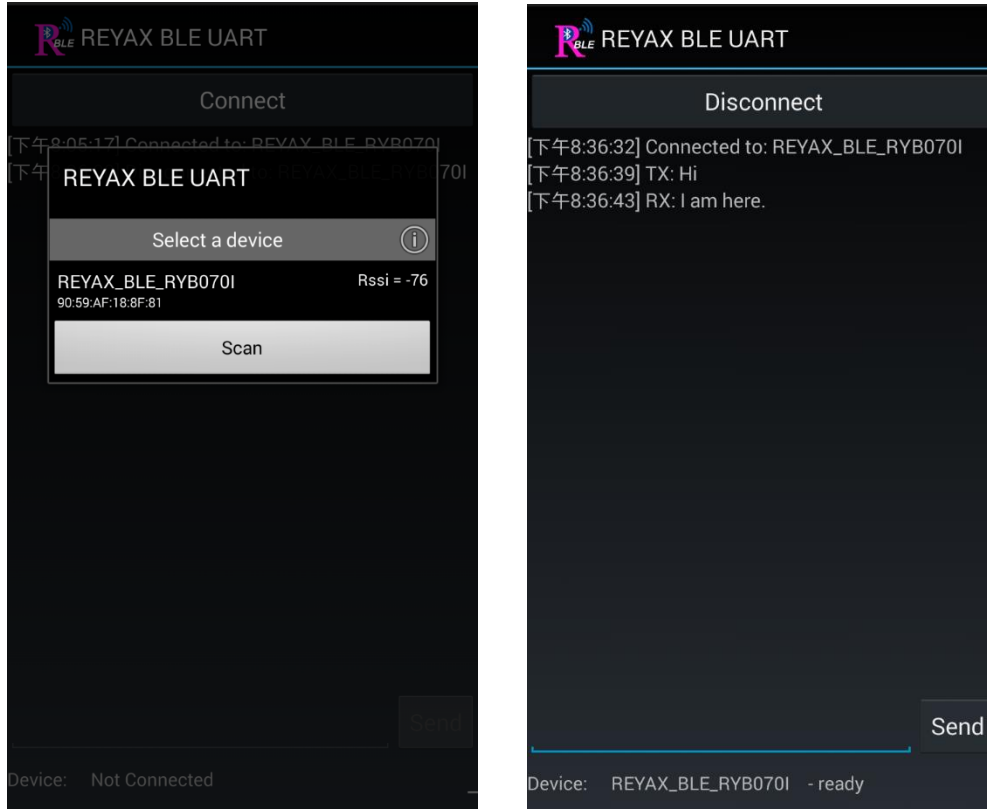 RBLE REYAX BLE UART
Connect
[下午8:05:17] Connected to: REYAX_BLE_RYB070I
[下午
REYAX BLE UART
Select a device
REYAX_BLE_RYB070I Rssi = -76
90:59:AF:18:8F:81
Scan
Send
Device: Not Connected
RBLE REYAX BLE UART
Disconnect
[下午8:36:32] Connected to: REYAX_BLE_RYB070I
[下午8:36:39] TX: Hi
[下午8:36:43] RX: I am here.
Send
Device: REYAX_BLE_RYB070I - ready